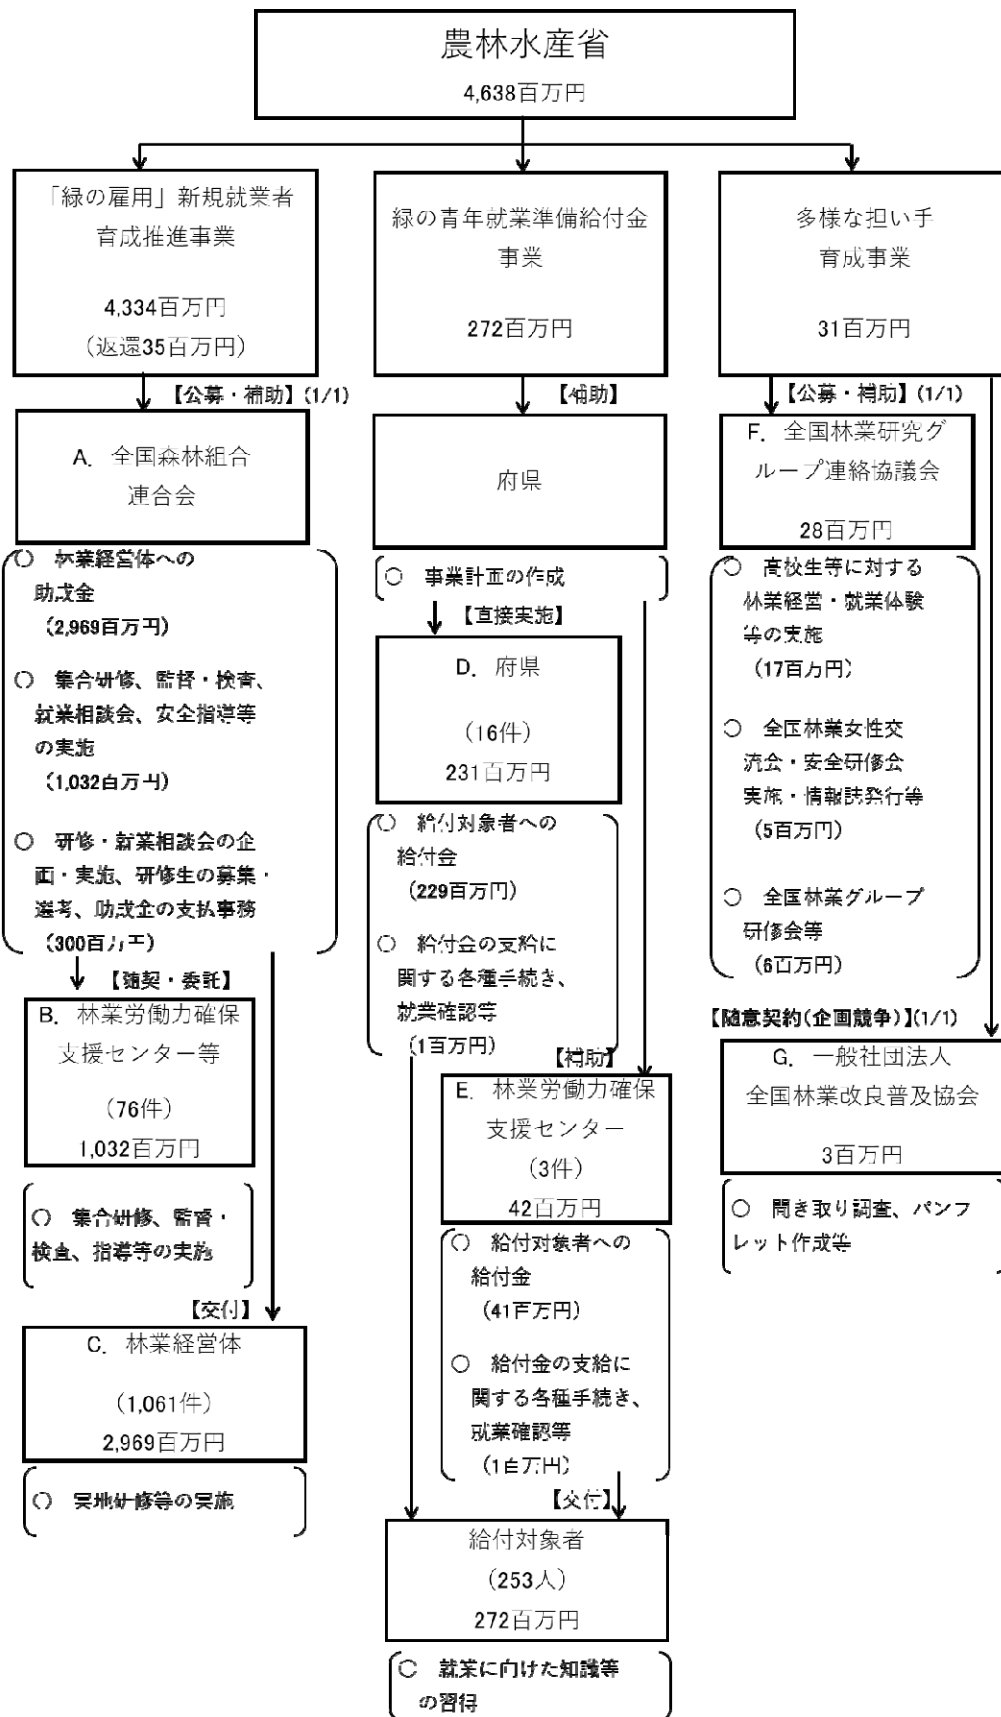 農林水産省
4,638百万円
「緑の雇用」新規就業者
育成推進事業
4,334百万円
（返還35百万円）
【公募・補助】(1/1)
A．全国森林組合
連合会
○　林業経営体への
助成金
（2,969百万円）
○　集合研修、監督・検査、
就業相談会、安全指導等
の実施
（1,032百万円）
○　研修・就業相談会の企
画・実施、研修生の募集・
選考、助成金の支払事務
（300百万円）
【随契・委託】
B．林業労働力確保
支援センター等
（76件）
1,032百万円
○　集合研修、監督・
検査、指導等の実施
【交付】
C．林業経営体
（1,061件）
2,969百万円
○　実地研修等の実施
緑の青年就業準備給付金
事業
272百万円
【補助】
府県
○　事業計画の作成
【直接実施】
D．府県
（16件）
231百万円
○　給付対象者への
給付金
（229百万円）
○　給付金の支給に
関する各種手続き、
就業確認等
（1百万円）
【補助】
E．林業労働力確保
支援センター
（3件）
42百万円
○　給付対象者への
給付金
（41百万円）
○　給付金の支給に
関する各種手続き、
就業確認等
（1百万円）
【交付】
給付対象者
（253人）
272百万円
○　就業に向けた知識等
の習得
多様な担い手
育成事業
31百万円
【公募・補助】(1/1)
F．全国林業研究グ
ループ連絡協議会
28百万円
○　高校生等に対する
林業経営・就業体験
等の実施
（17百万円）
○　全国林業女性交
流会・安全研修会
実施・情報誌発行等
（5百万円）
○　全国林業グループ
研修会等
（6百万円）
【随意契約(企画競争)】(1/1)
G．一般社団法人
全国林業改良普及協会
3百万円
○　聞き取り調査、パンフ
レット作成等